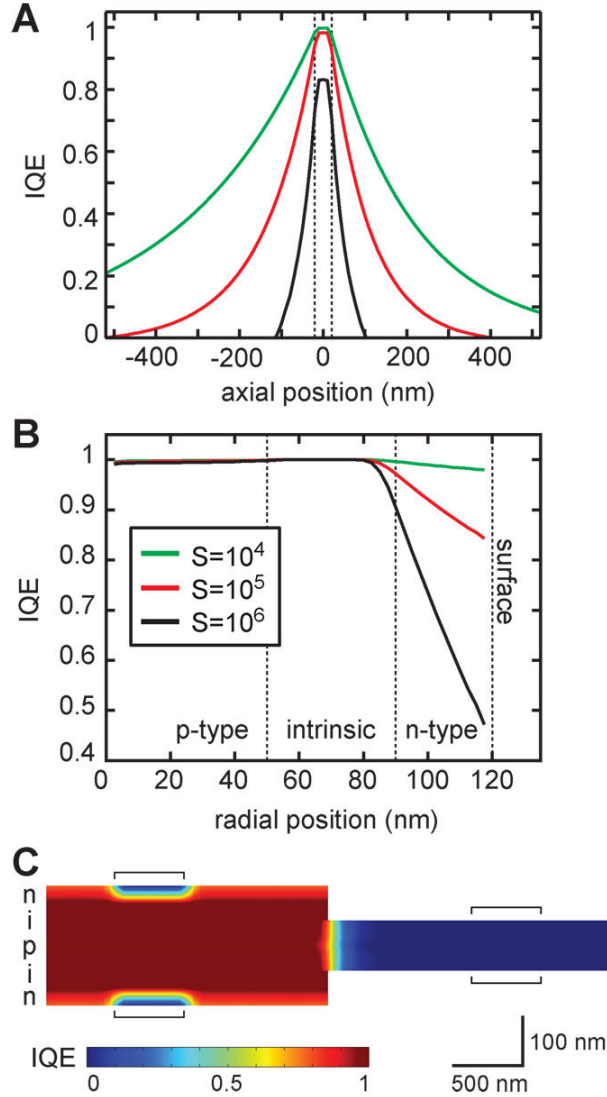 A
1
0.8
0.6
0.4
0.2
0
IQE
-400 -200 0 200 400
axial position (nm)
B
1
0.9
0.8
0.7
0.6
0.5
0.4
IQE
S=10⁴
S=10⁵
S=10⁶
surface
p-type intrinsic n-type
0 20 40 60 80 100 120
radial position (nm)
C
n
i
p
i
n
IQE
0 0.5 1
100 nm
500 nm